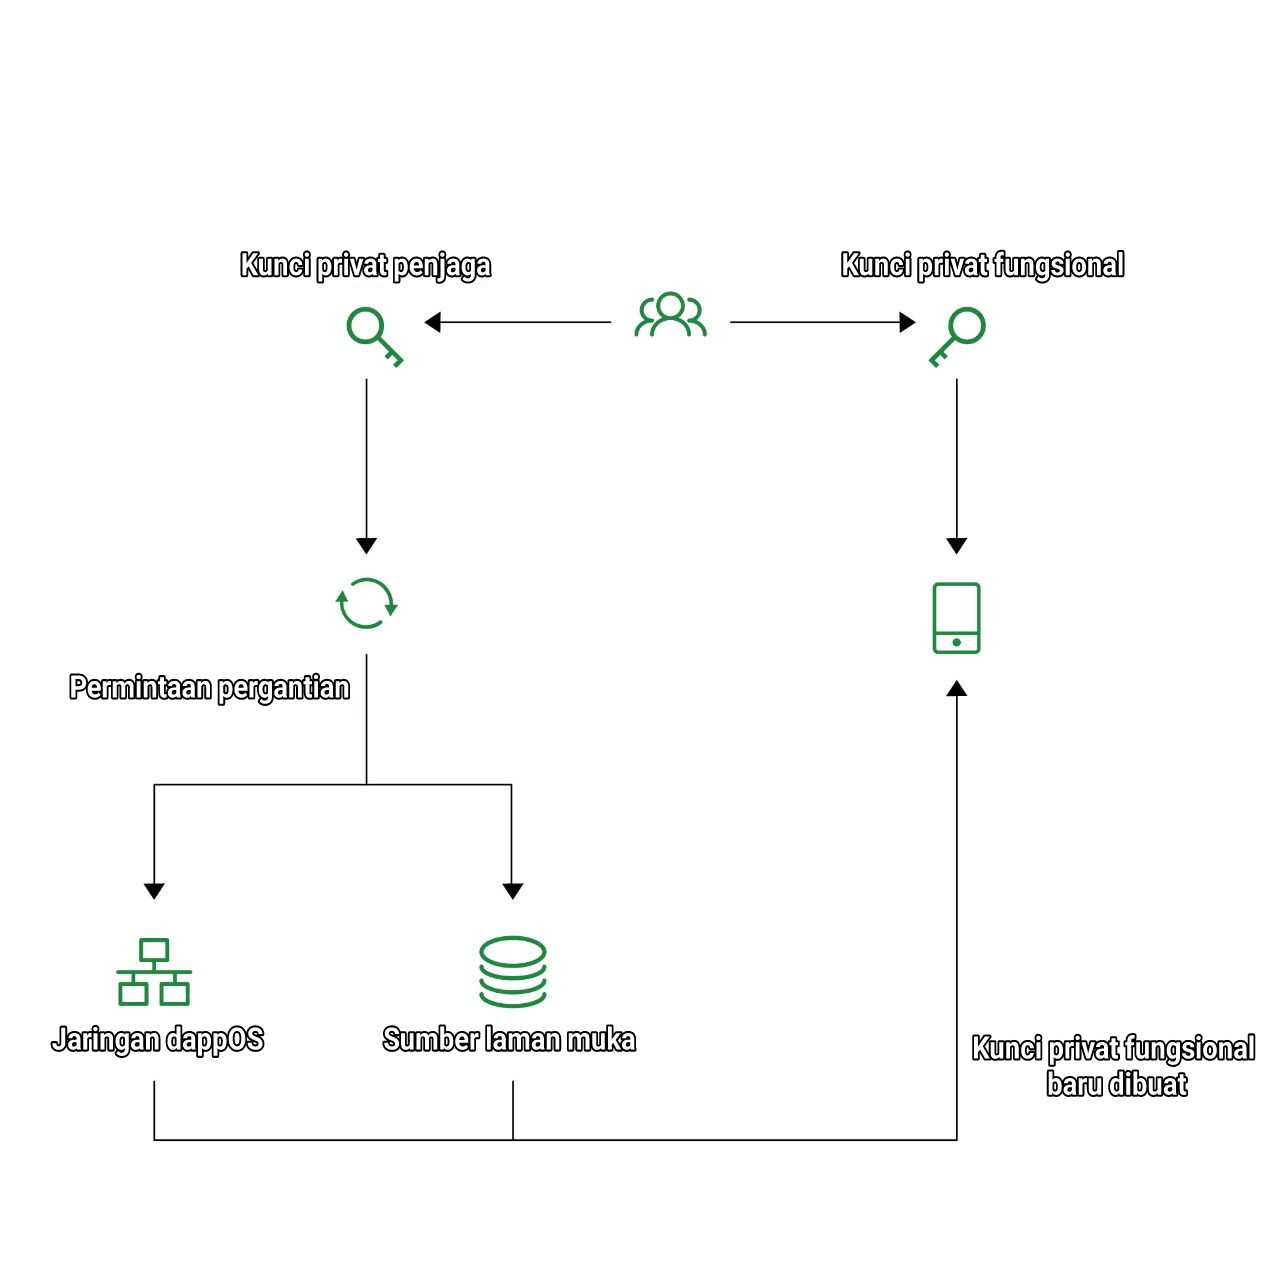 Kunci privat penjaga
Kunci privat fungsional
Permintaan pergantian
Jaringan dappOS
Sumber laman muka
Kunci privat fungsional
baru dibuat